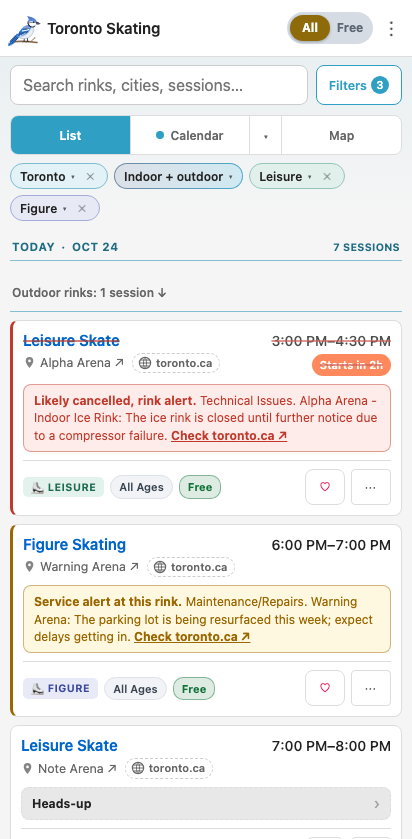 Toronto Skating
All Free
Search rinks, cities, sessions...
Filters 3
List Calendar Map
Toronto Indoor + outdoor Leisure
Figure
TODAY · OCT 24 7 SESSIONS
Outdoor rinks: 1 session ↓
Leisure Skate 3:00 PM–4:30 PM
Alpha Arena ↗ toronto.ca Starts in 2h
Likely cancelled, rink alert. Technical Issues. Alpha Arena -
Indoor Ice Rink: The ice rink is closed until further notice due
to a compressor failure. Check toronto.ca ↗
LEISURE All Ages Free
Figure Skating 6:00 PM–7:00 PM
Warning Arena ↗ toronto.ca
Service alert at this rink. Maintenance/Repairs. Warning
Arena: The parking lot is being resurfaced this week; expect
delays getting in. Check toronto.ca ↗
FIGURE All Ages Free
Leisure Skate 7:00 PM–8:00 PM
Note Arena ↗ toronto.ca
Heads-up